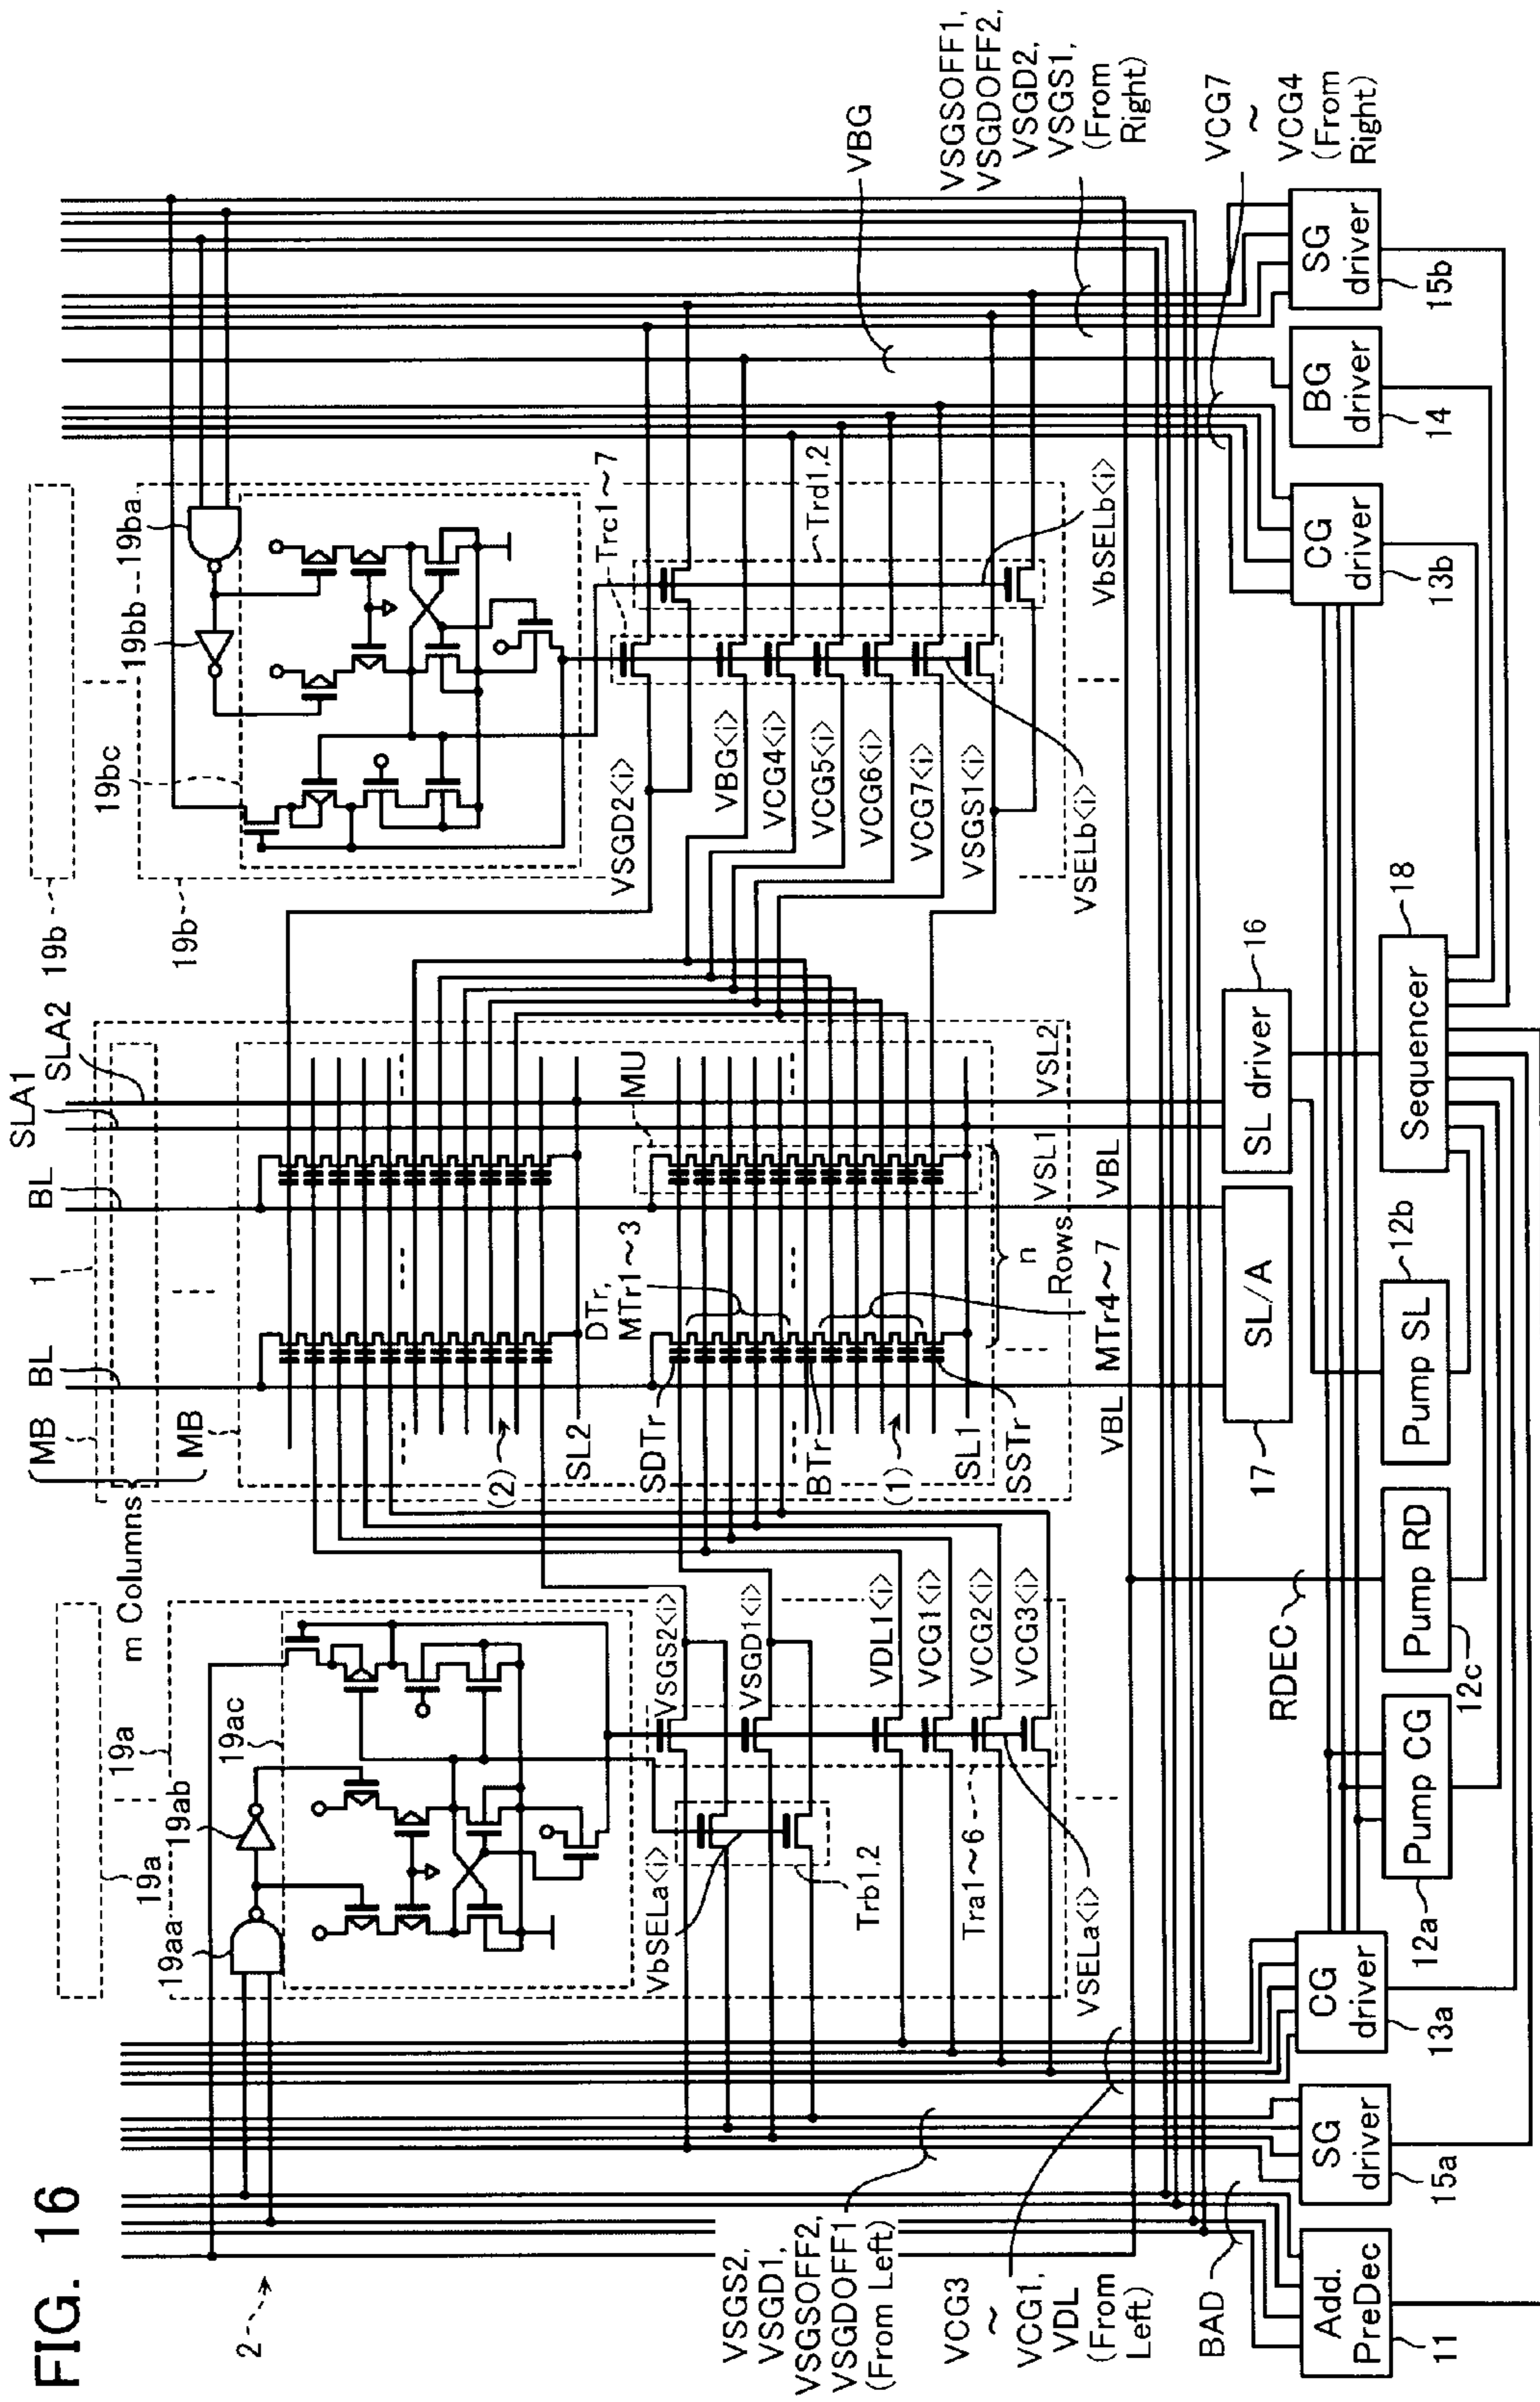 FIG. 16
2
19a
19a
19aa
19ab
19ac
m Columns
MB
MB
BL
1
BL
SLA1
SLA2
19b
19b
19bc
19bb
19ba
VbSELa<i>
Trb1,2
Tra1~6
VSELa<i>
VSGS2<i>
VSGD1<i>
VDL1<i>
VCG1<i>
VCG2<i>
VCG3<i>
(2)
SL2
SDTr
DTr,
MTr1~3
BTr
(1)
SL1
SSTr
MU
n
Rows
MTr4~7
VBL
VSL1
VBL
VSL2
VSGD2<i>
VBG<i>
VCG4<i>
VCG5<i>
VCG6<i>
VCG7<i>
VSGS1<i>
VSELb<i>
Trc1~7
Trd1,2
VbSELb<i>
VBG
VSGSOFF1,
VSGDOFF2,
VSGD2,
VSGS1,
(From
Right)
VCG7
~
VCG4
(From
Right)
VSGS2,
VSGD1,
VSGSOFF2,
VSGDOFF1
(From Left)
VCG3
~
VCG1,
VDL
(From
Left)
BAD
RDEC
Add.
PreDec
11
SG
driver
15a
CG
driver
13a
Pump CG
12a
Pump RD
12c
Pump SL
12b
SL/A
17
SL driver
16
Sequencer
18
CG
driver
13b
BG
driver
14
SG
driver
15b